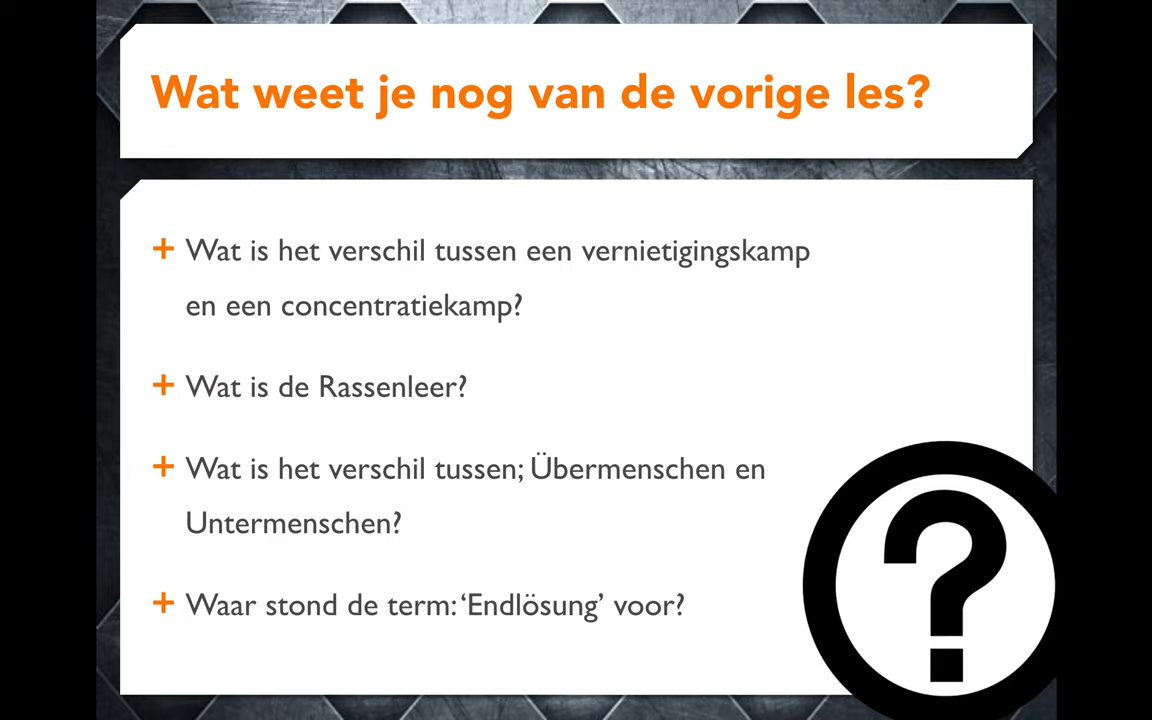 Wat weet je nog van de vorige les?
+ Wat is het verschil tussen een vernietigingskamp
en een concentratiekamp?
+ Wat is de Rassenleer?
+ Wat is het verschil tussen; Übermenschen en
Untermenschen?
+ Waar stond de term: ‘Endlösung’ voor?
?